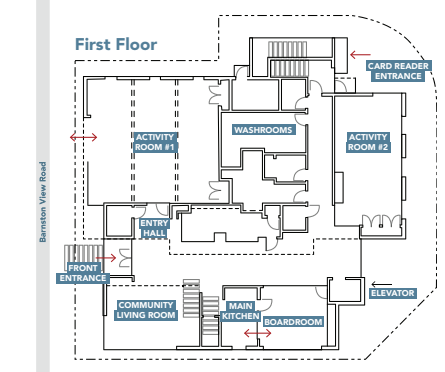 First Floor
CARD READER
ENTRANCE
WASHROOMS
ACTIVITY
ROOM #1
ACTIVITY
ROOM #2
Barnston View Road
ENTRY
HALL
FRONT
ENTRANCE
ELEVATOR
COMMUNITY
LIVING ROOM
MAIN
KITCHEN
BOARDROOM